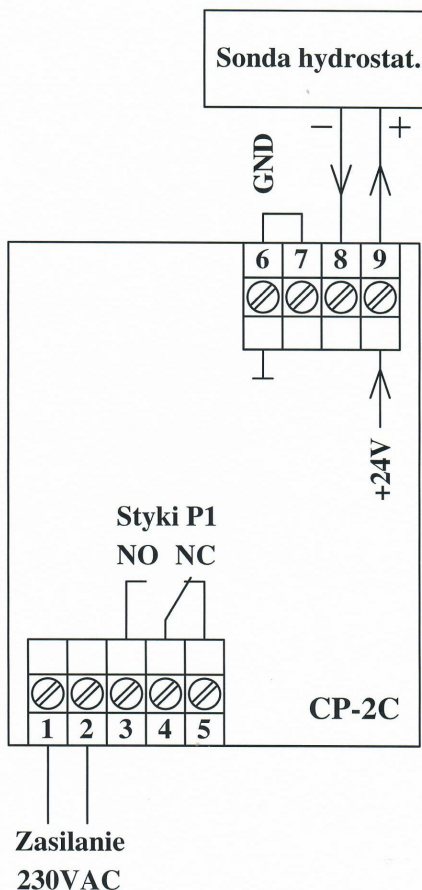 Sonda hydrostat.
− +
GND
6 7 8 9
+24V
Styki P1
NO NC
CP-2C
1 2 3 4 5
Zasilanie
230VAC